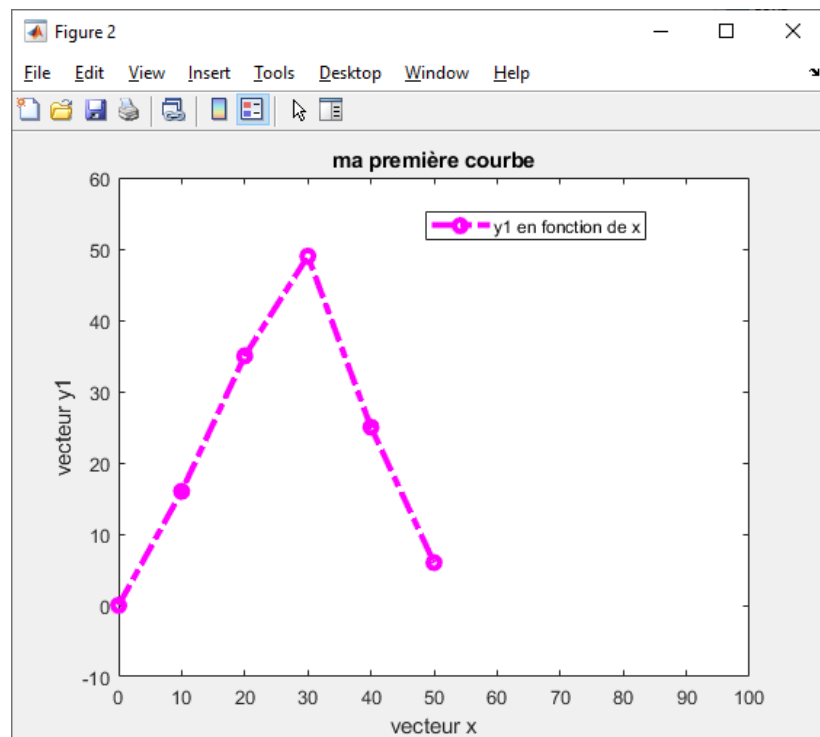 Figure 2
File Edit View Insert Tools Desktop Window Help
ma première courbe
60
y1 en fonction de x
50
40
30
20
10
0
-10
vecteur y1
0 10 20 30 40 50 60 70 80 90 100
vecteur x